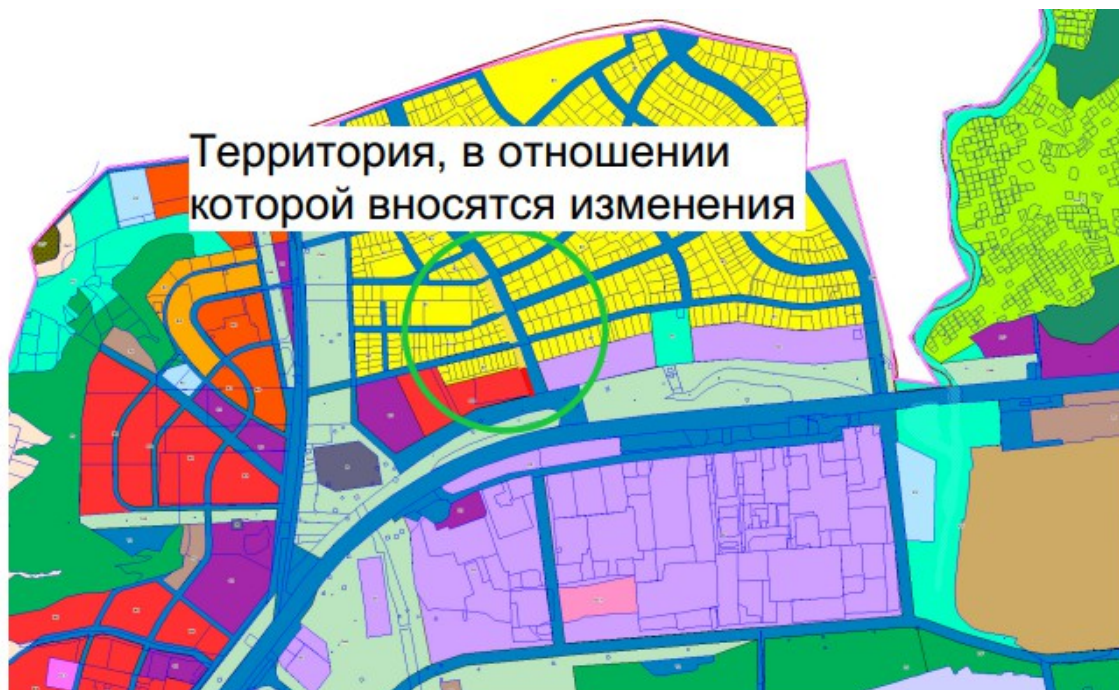 Территория, в отношении
которой вносятся изменения